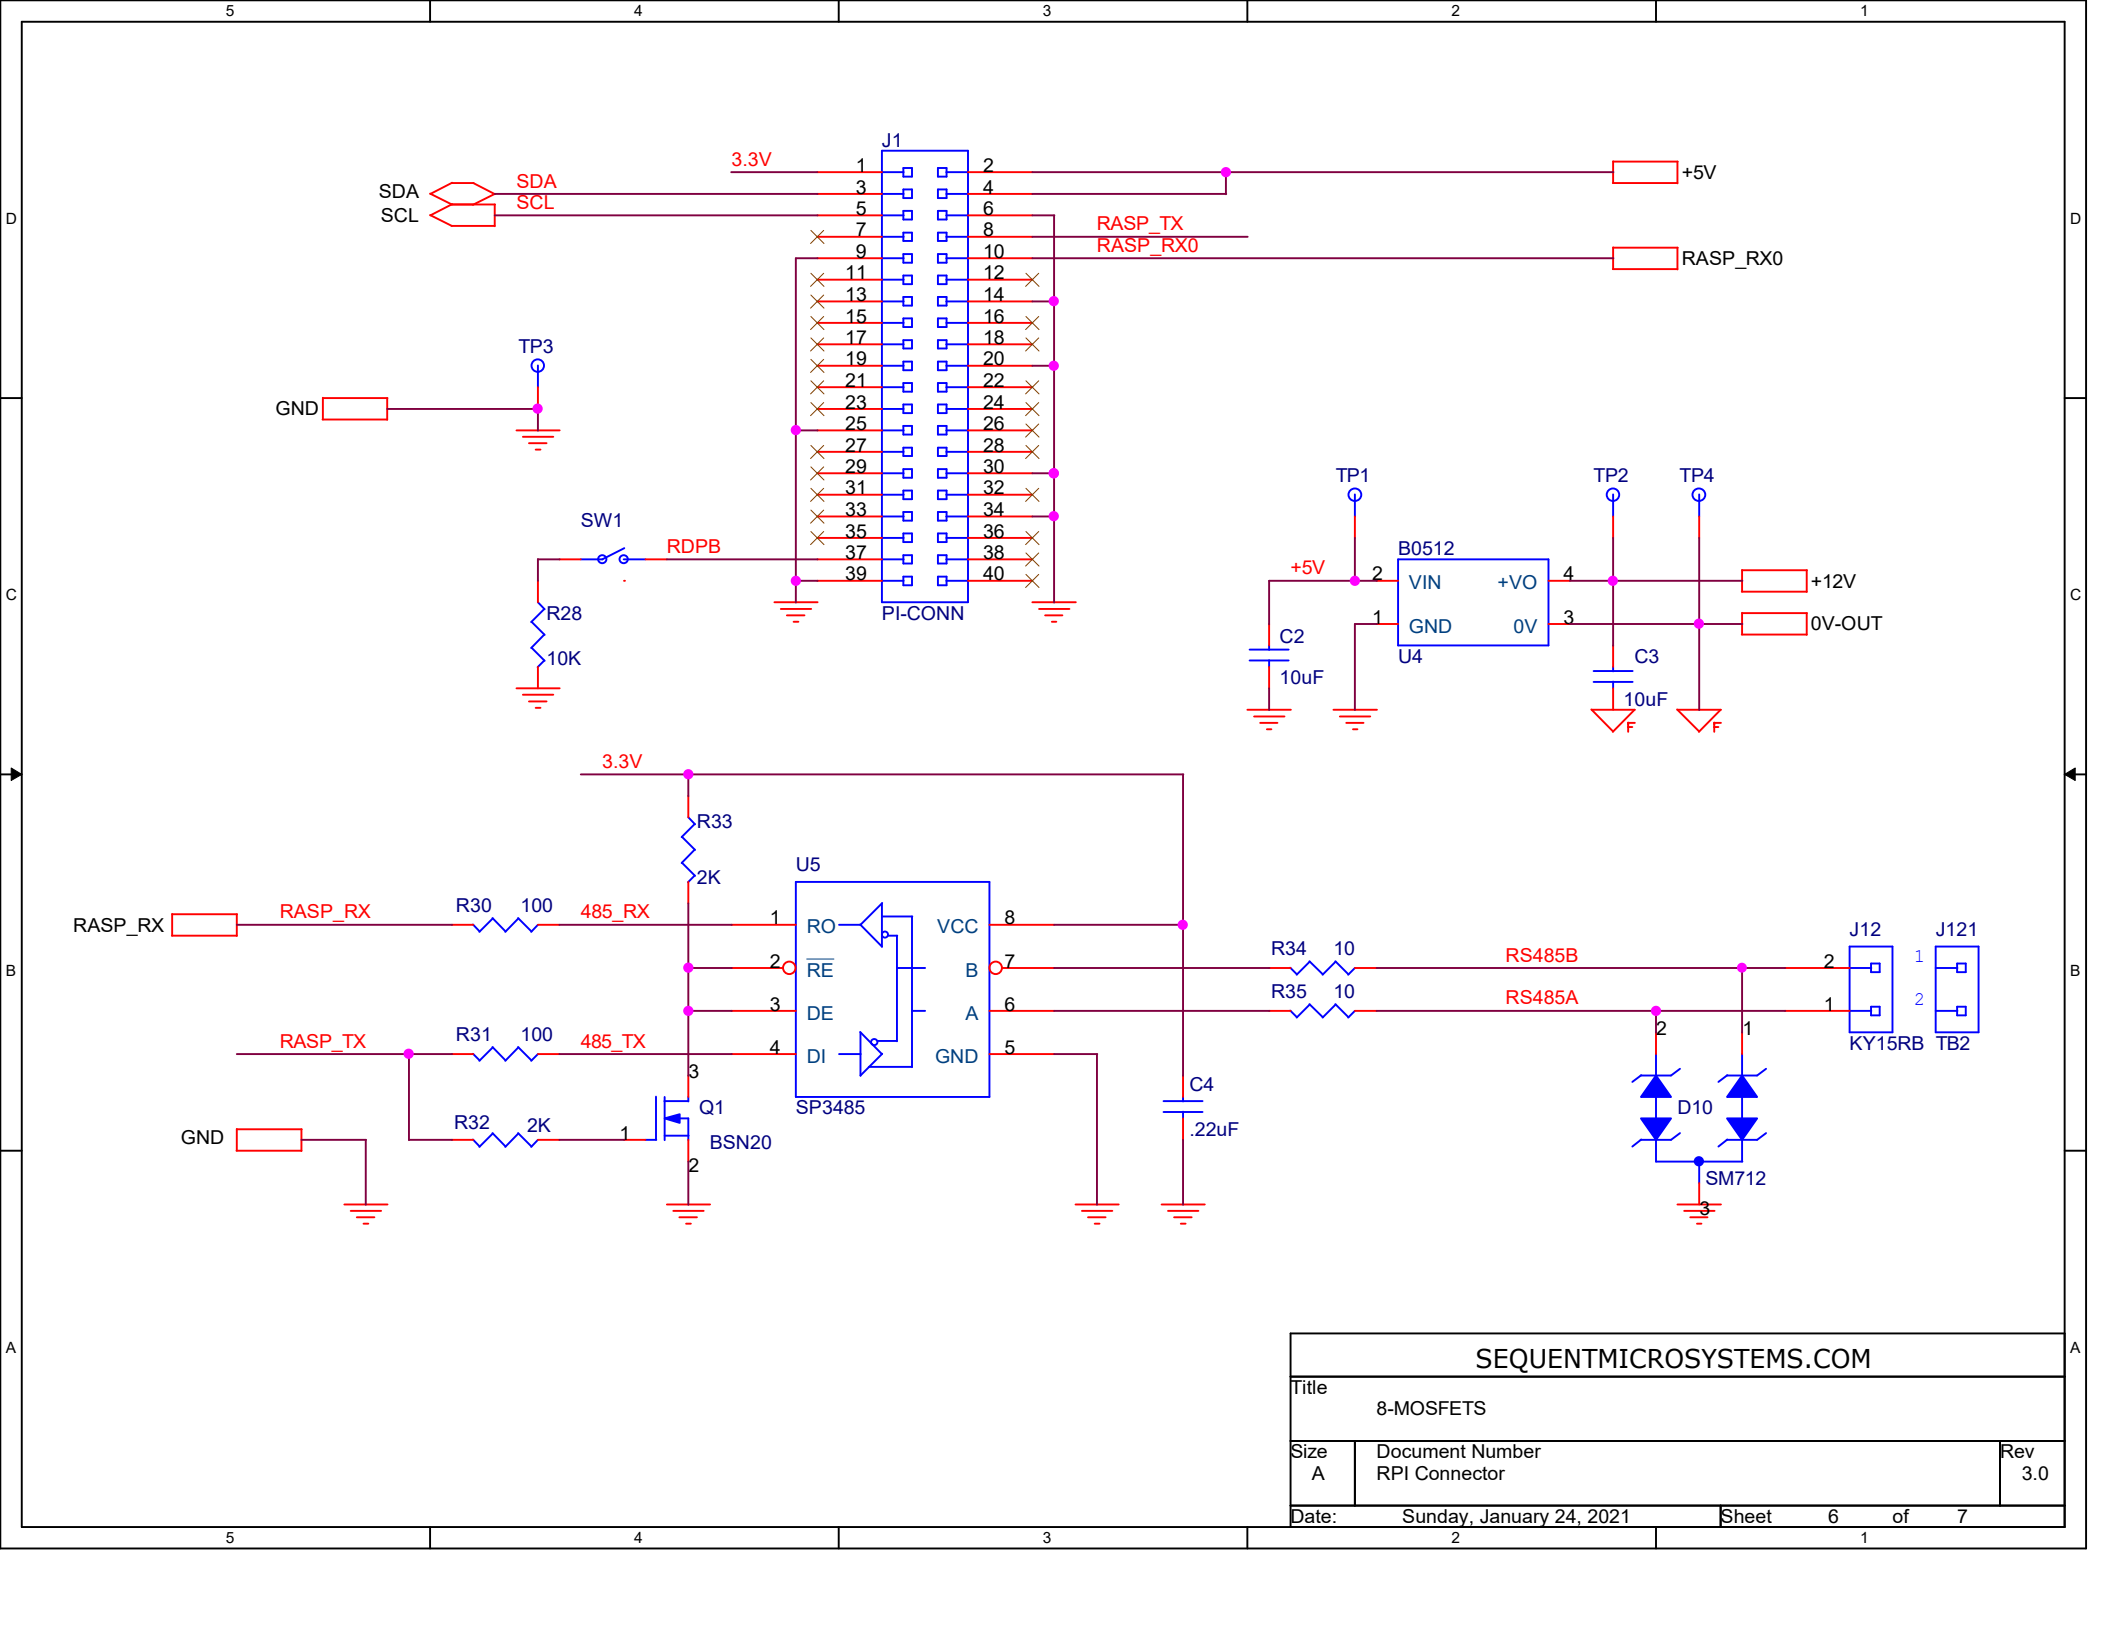 5 4 3 2 1
D D
C C
B B
A A
J1
3.3V
SDA SDA
SCL SCL
1 2
3 4
5 6
7 8
9 10
11 12
13 14
15 16
17 18
19 20
21 22
23 24
25 26
27 28
29 30
31 32
33 34
35 36
37 38
39 40
PI-CONN
+5V
RASP_TX
RASP_RX0 RASP_RX0
TP3
GND
SW1
RDPB
R28
10K
TP1 TP2 TP4
B0512
+5V 2 VIN +VO 4 +12V
1 GND 0V 3 0V-OUT
U4
C2
10uF
C3
10uF
F F
3.3V
R33
2K
U5
RASP_RX RASP_RX R30 100 485_RX 1 RO VCC 8
2 RE B 7
3 DE A 6
RASP_TX R31 100 485_TX 4 DI GND 5
SP3485
3
Q1
BSN20
R32 2K 1
2
GND
C4
.22uF
R34 10 RS485B
R35 10 RS485A
J12 J121
2 1
1 2
KY15RB TB2
2 1
D10
SM712
3
SEQUENTMICROSYSTEMS.COM
Title
8-MOSFETS
Size Document Number Rev
A RPI Connector 3.0
Date: Sunday, January 24, 2021 Sheet 6 of 7
5 4 3 2 1